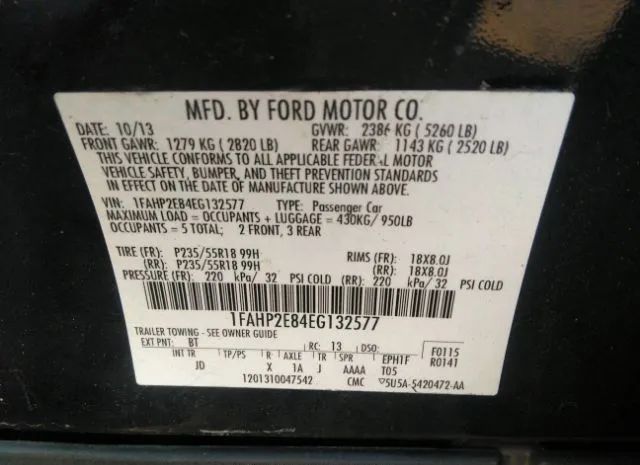 MFD. BY FORD MOTOR CO.
DATE: 10/13 GVWR: 2386 KG ( 5260 LB)
FRONT GAWR: 1279 KG ( 2820 LB) REAR GAWR: 1143 KG ( 2520 LB)
THIS VEHICLE CONFORMS TO ALL APPLICABLE FEDERAL MOTOR
VEHICLE SAFETY, BUMPER, AND THEFT PREVENTION STANDARDS
IN EFFECT ON THE DATE OF MANUFACTURE SHOWN ABOVE.
VIN: 1FAHP2E84EG132577 TYPE: Passenger Car
MAXIMUM LOAD = OCCUPANTS + LUGGAGE = 430KG/ 950LB
OCCUPANTS = 5 TOTAL; 2 FRONT, 3 REAR
TIRE (FR): P235/55R18 99H RIMS (FR): 18X8.0J
(RR): P235/55R18 99H (RR): 18X8.0J
PRESSURE (FR): 220 kPa/ 32 PSI COLD (RR): 220 kPa/ 32 PSI COLD
1FAHP2E84EG132577
TRAILER TOWING - SEE OWNER GUIDE
EXT PNT: BT RC: 13 DSO: F0115
INT TR TP/PS R AXLE TR SPR EPH1F R0141
JD X 1A J AAAA T05
1201310047542 CMC 5U5A-5420472-AA